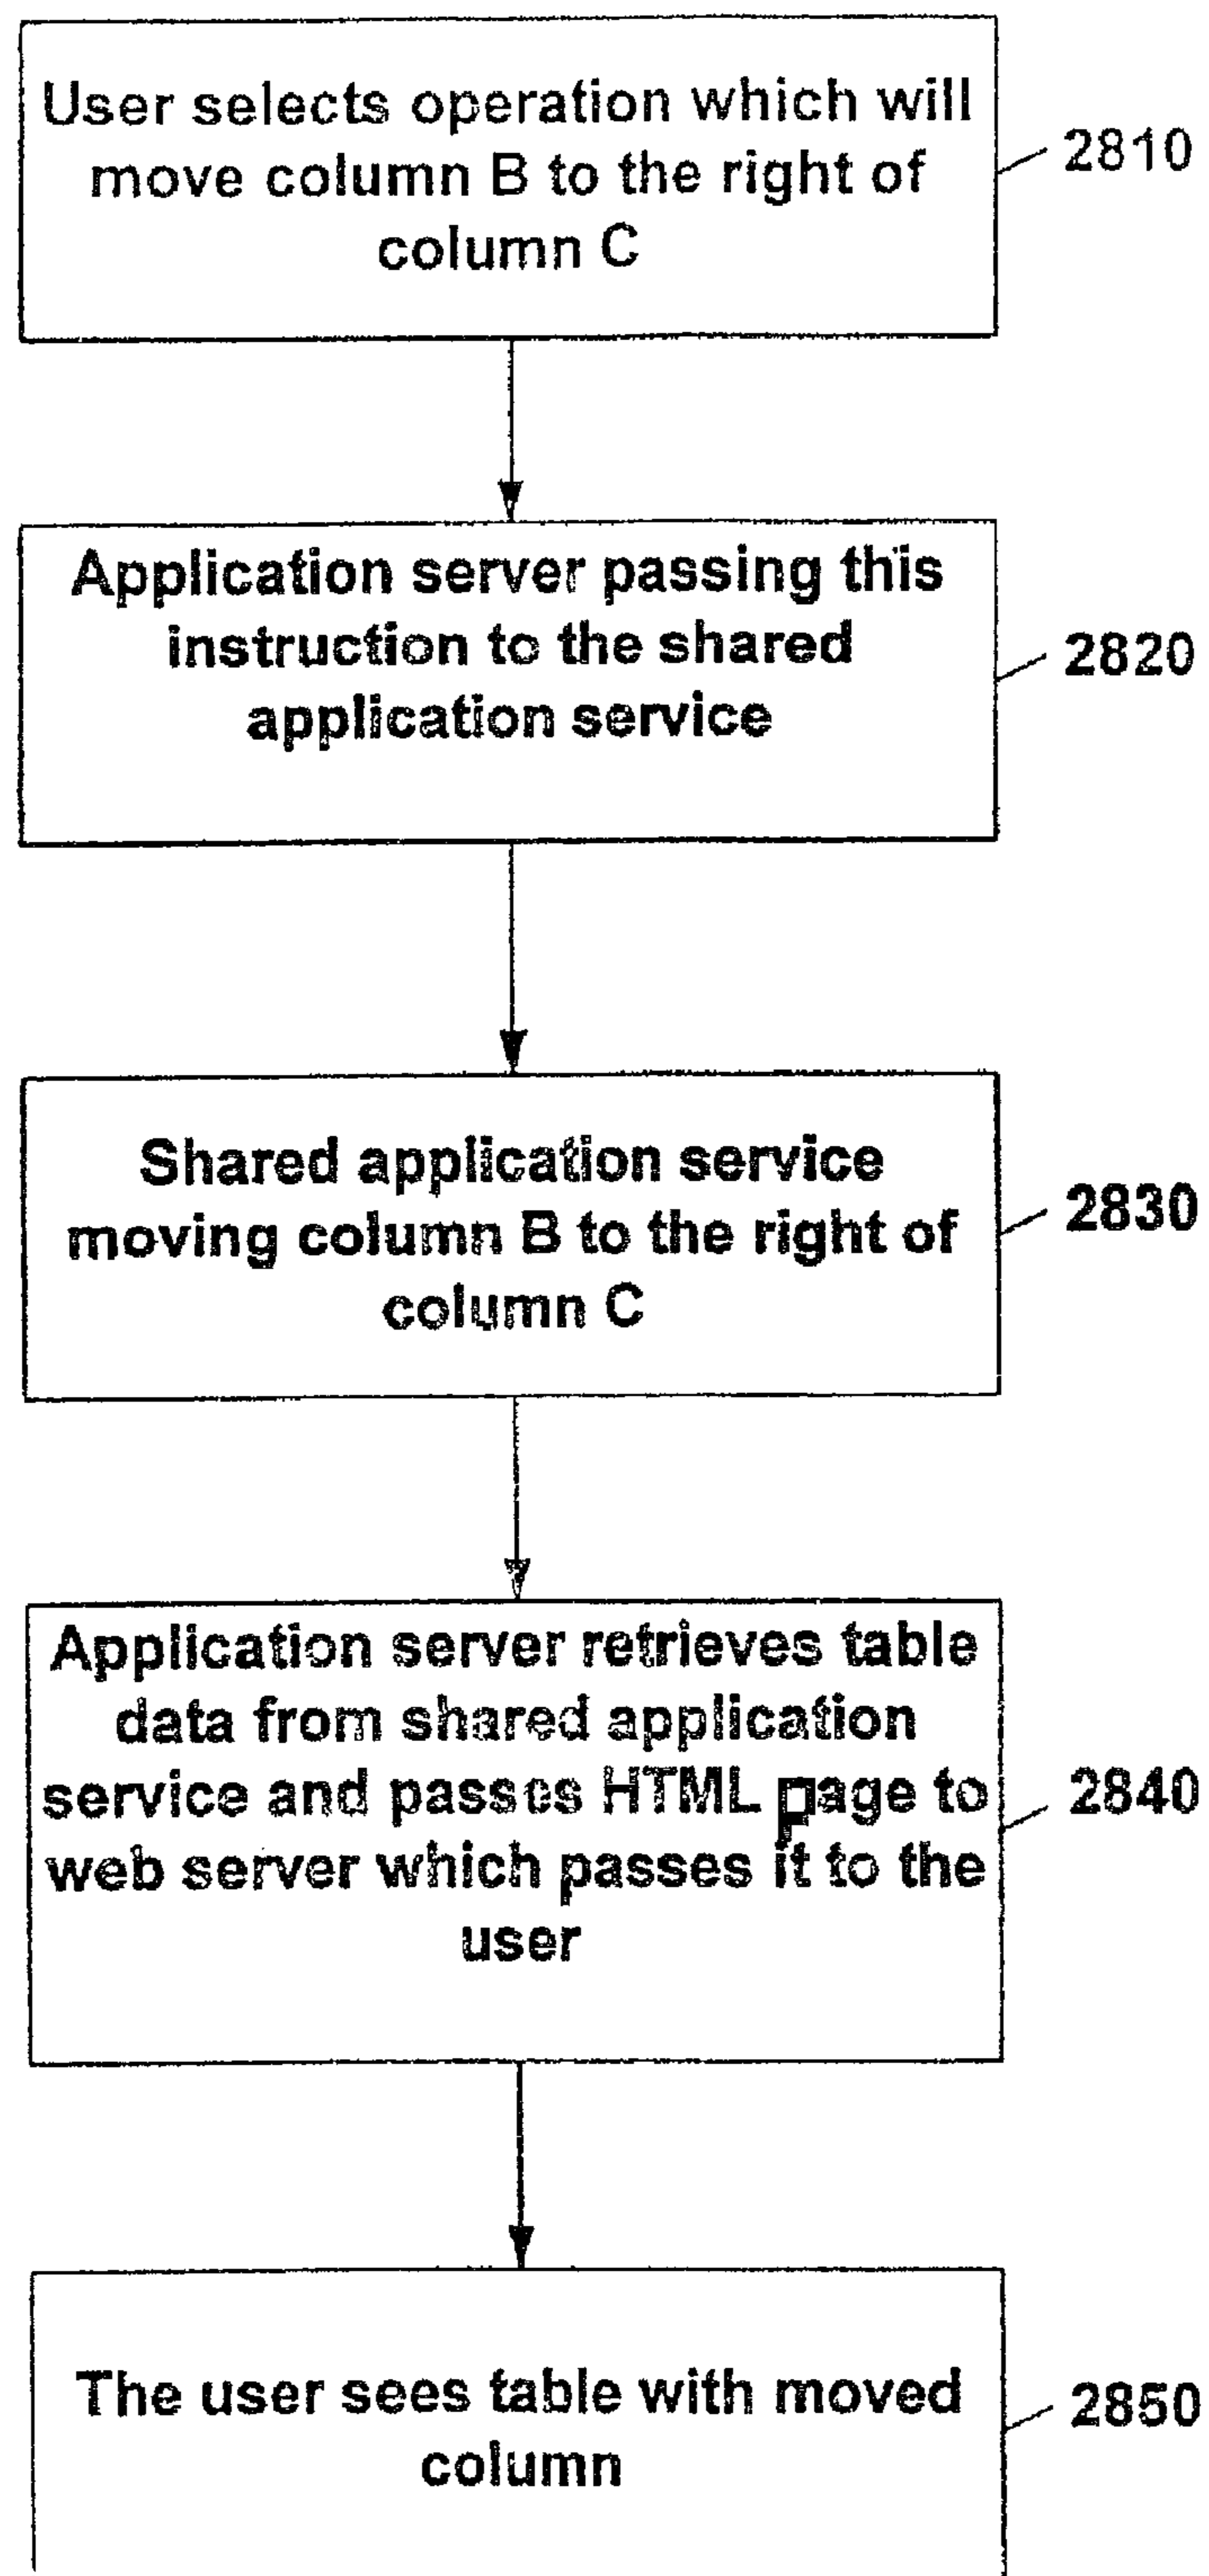 User selects operation which will
move column B to the right of
column C
2810
Application server passing this
instruction to the shared
application service
2820
Shared application service
moving column B to the right of
column C
2830
Application server retrieves table
data from shared application
service and passes HTML page to
web server which passes it to the
user
2840
The user sees table with moved
column
2850